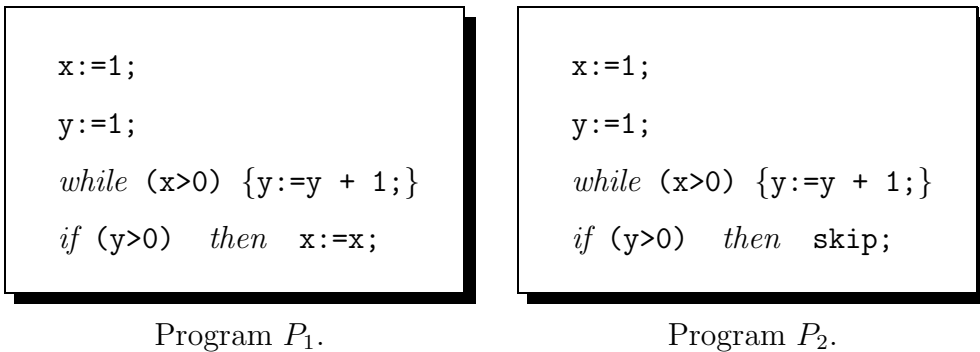 x:=1;
y:=1;
while (x>0) {y:=y + 1;}
if (y>0) then x:=x;
Program P₁.
x:=1;
y:=1;
while (x>0) {y:=y + 1;}
if (y>0) then skip;
Program P₂.